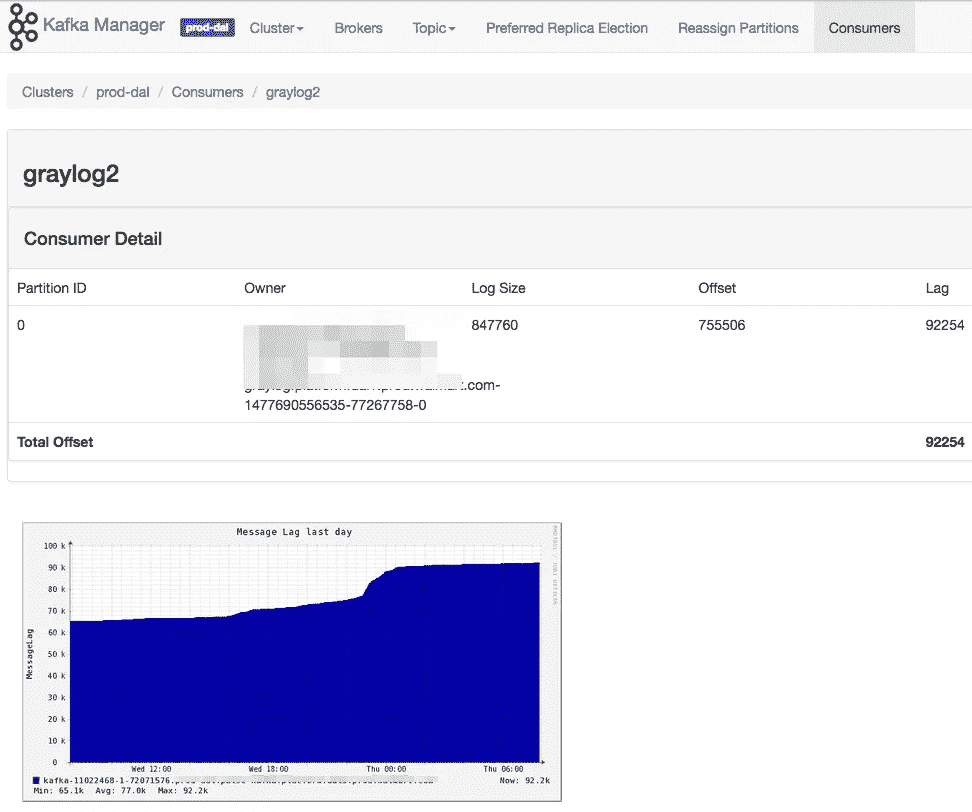 Kafka Manager prod-dal Cluster Brokers Topic Preferred Replica Election Reassign Partitions Consumers
Clusters / prod-dal / Consumers / graylog2
graylog2
Consumer Detail
Partition ID Owner Log Size Offset Lag
0 847760 755506 92254
.com-
1477690556535-77267758-0
Total Offset 92254
Message Lag last day
100 k
90 k
80 k
70 k
60 k
50 k
40 k
30 k
20 k
10 k
0
MessageLag
Wed 12:00 Wed 18:00 Thu 00:00 Thu 06:00
kafka-11022468-1-72071576. Now: 92.2k
Min: 65.1k Avg: 77.0k Max: 92.2k